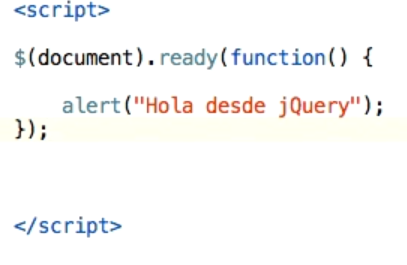 <script>
$(document).ready(function() {
alert("Hola desde jQuery");
});
</script>